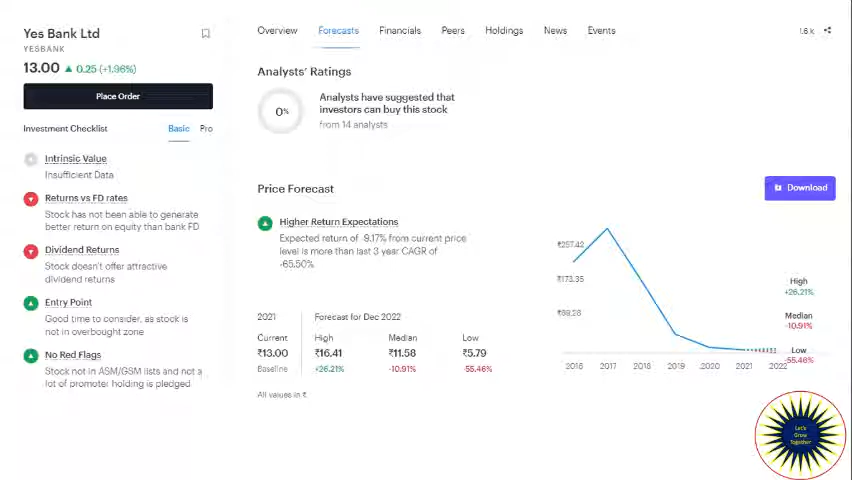 Yes Bank Ltd
YESBANK
13.00 ▲ 0.25 (+1.96%)
Place Order
Investment Checklist Basic Pro
Intrinsic Value
Insufficient Data
Returns vs FD rates
Stock has not been able to generate
better return on equity than bank FD
Dividend Returns
Stock doesn't offer attractive
dividend returns
Entry Point
Good time to consider, as stock is
not in overbought zone
No Red Flags
Stock not in ASM/GSM lists and not a
lot of promoter holding is pledged
Overview Forecasts Financials Peers Holdings News Events
1.6 k
Analysts' Ratings
0%
Analysts have suggested that
investors can buy this stock
from 14 analysts
Price Forecast
Download
Higher Return Expectations
Expected return of -9.17% from current price
level is more than last 3 year CAGR of
-65.50%
2021 Forecast for Dec 2022
Current High Median Low
₹13.00 ₹16.41 ₹11.58 ₹5.79
Baseline +26.21% -10.91% -55.46%
All values in ₹
₹257.42
₹173.35
₹89.28
High
+26.21%
Median
-10.91%
Low
-55.46%
2016 2017 2018 2019 2020 2021 2022
Let's
Grow
Together